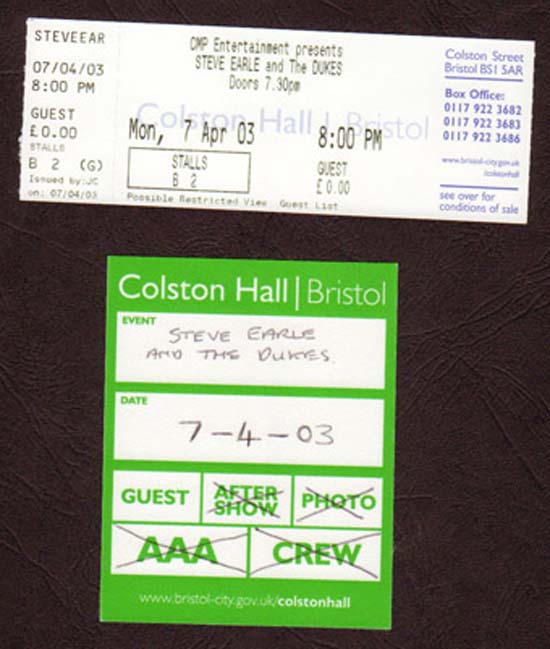 STEVEEAR
07/04/03
8:00 PM
GUEST
£0.00
STALLS
B 2 (G)
Issued by:JC
on: 07/04/03
CMP Entertainment presents
STEVE EARLE and The DUKES
Doors 7.30pm
Colston Hall | Bristol
Mon, 7 Apr 03 8:00 PM
STALLS
B 2
GUEST
£0.00
Possible Restricted View Guest List
Colston Street
Bristol BS1 5AR
Box Office:
0117 922 3682
0117 922 3683
0117 922 3686
www.bristol-city.gov.uk
/colstonhall
see over for
conditions of sale
Colston Hall | Bristol
EVENT
STEVE EARLE
AND THE DUKES.
DATE
7-4-03
GUEST
AFTER
SHOW
PHOTO
AAA
CREW
www.bristol-city.gov.uk/colstonhall